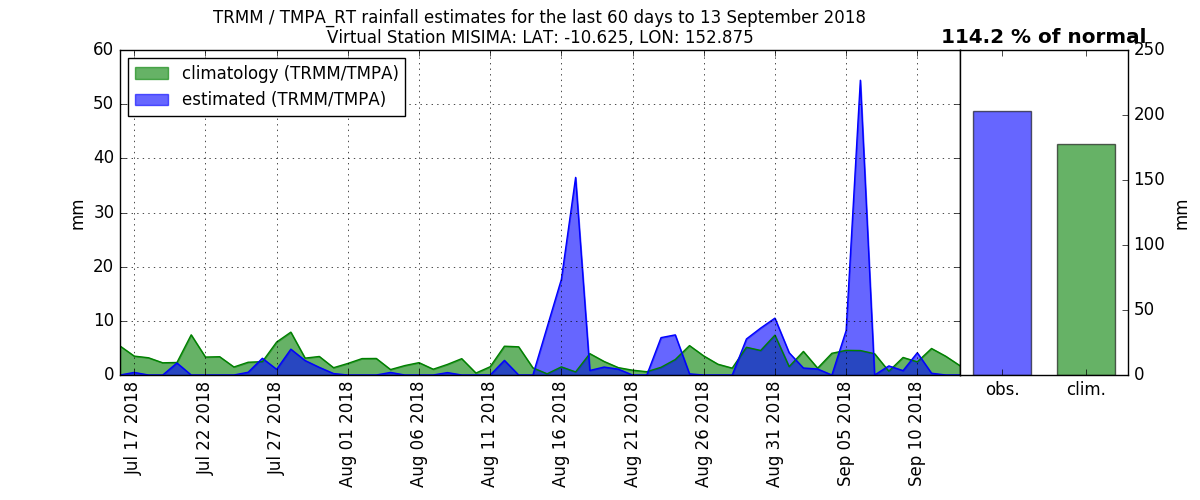 TRMM / TMPA_RT rainfall estimates for the last 60 days to 13 September 2018
Virtual Station MISIMA: LAT: -10.625, LON: 152.875
114.2 % of normal
climatology (TRMM/TMPA)
estimated (TRMM/TMPA)
60
50
40
30
20
10
0
mm
Jul 17 2018
Jul 22 2018
Jul 27 2018
Aug 01 2018
Aug 06 2018
Aug 11 2018
Aug 16 2018
Aug 21 2018
Aug 26 2018
Aug 31 2018
Sep 05 2018
Sep 10 2018
250
200
150
100
50
0
mm
obs.
clim.